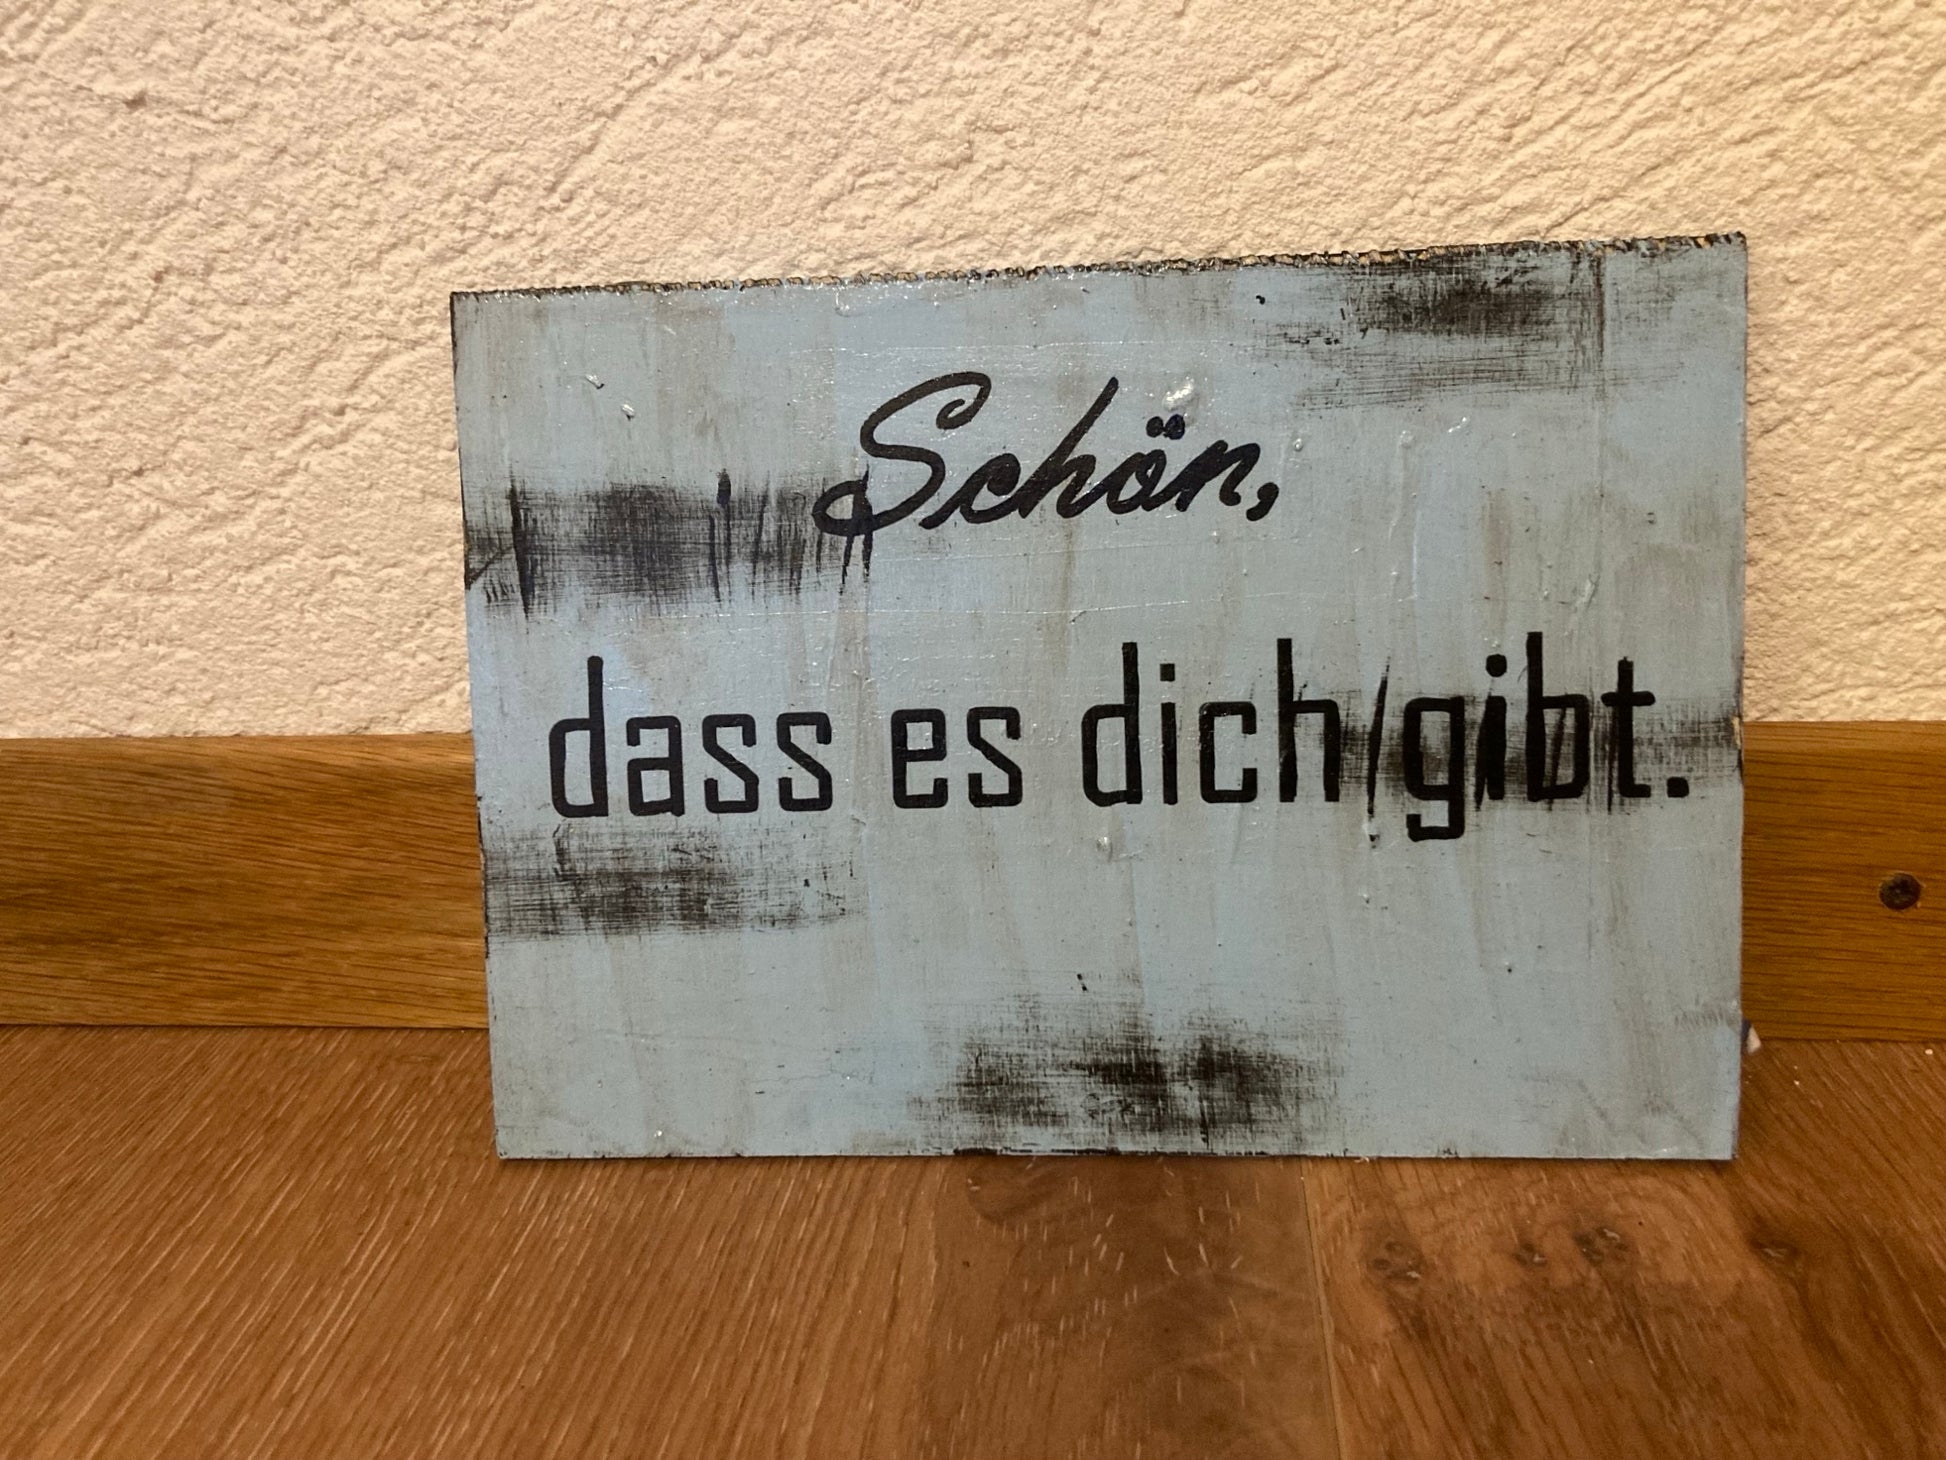 Schön,
dass es dich gibt.